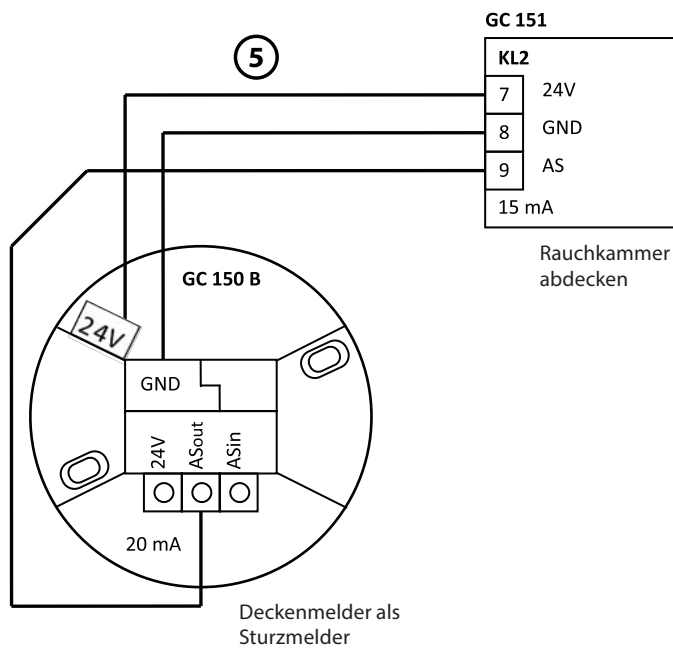 GC 151
5
KL2
7 24V
8 GND
9 AS
15 mA
Rauchkammer
abdecken
GC 150 B
24V
GND
24V
ASout
ASin
20 mA
Deckenmelder als
Sturzmelder